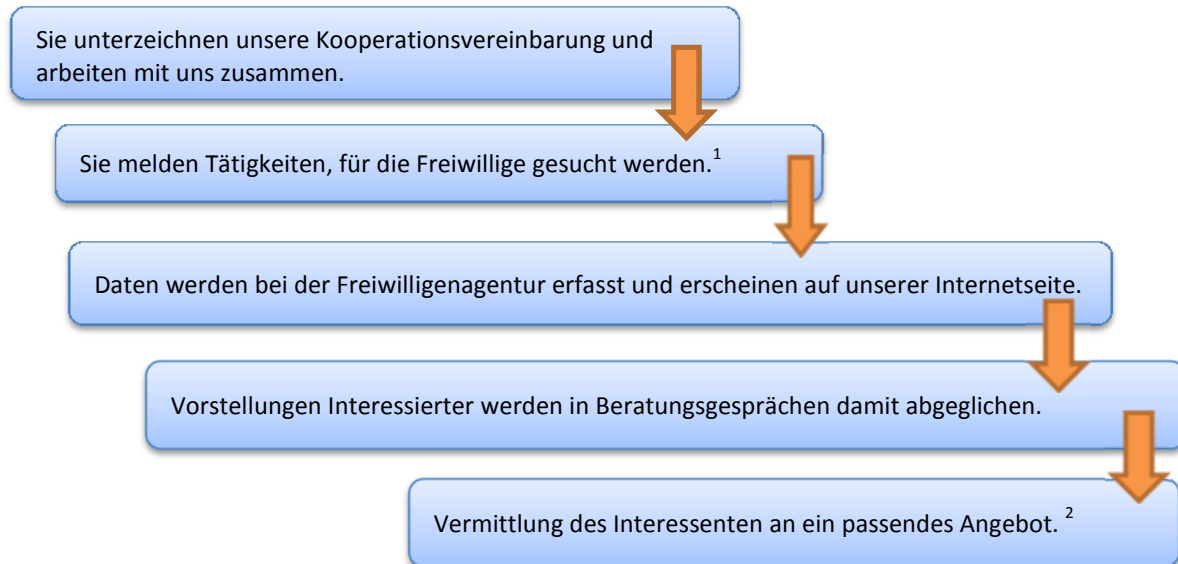 Sie unterzeichnen unsere Kooperationsvereinbarung und
arbeiten mit uns zusammen.
Sie melden Tätigkeiten, für die Freiwillige gesucht werden.¹
Daten werden bei der Freiwilligenagentur erfasst und erscheinen auf unserer Internetseite.
Vorstellungen Interessierter werden in Beratungsgesprächen damit abgeglichen.
Vermittlung des Interessenten an ein passendes Angebot. ²